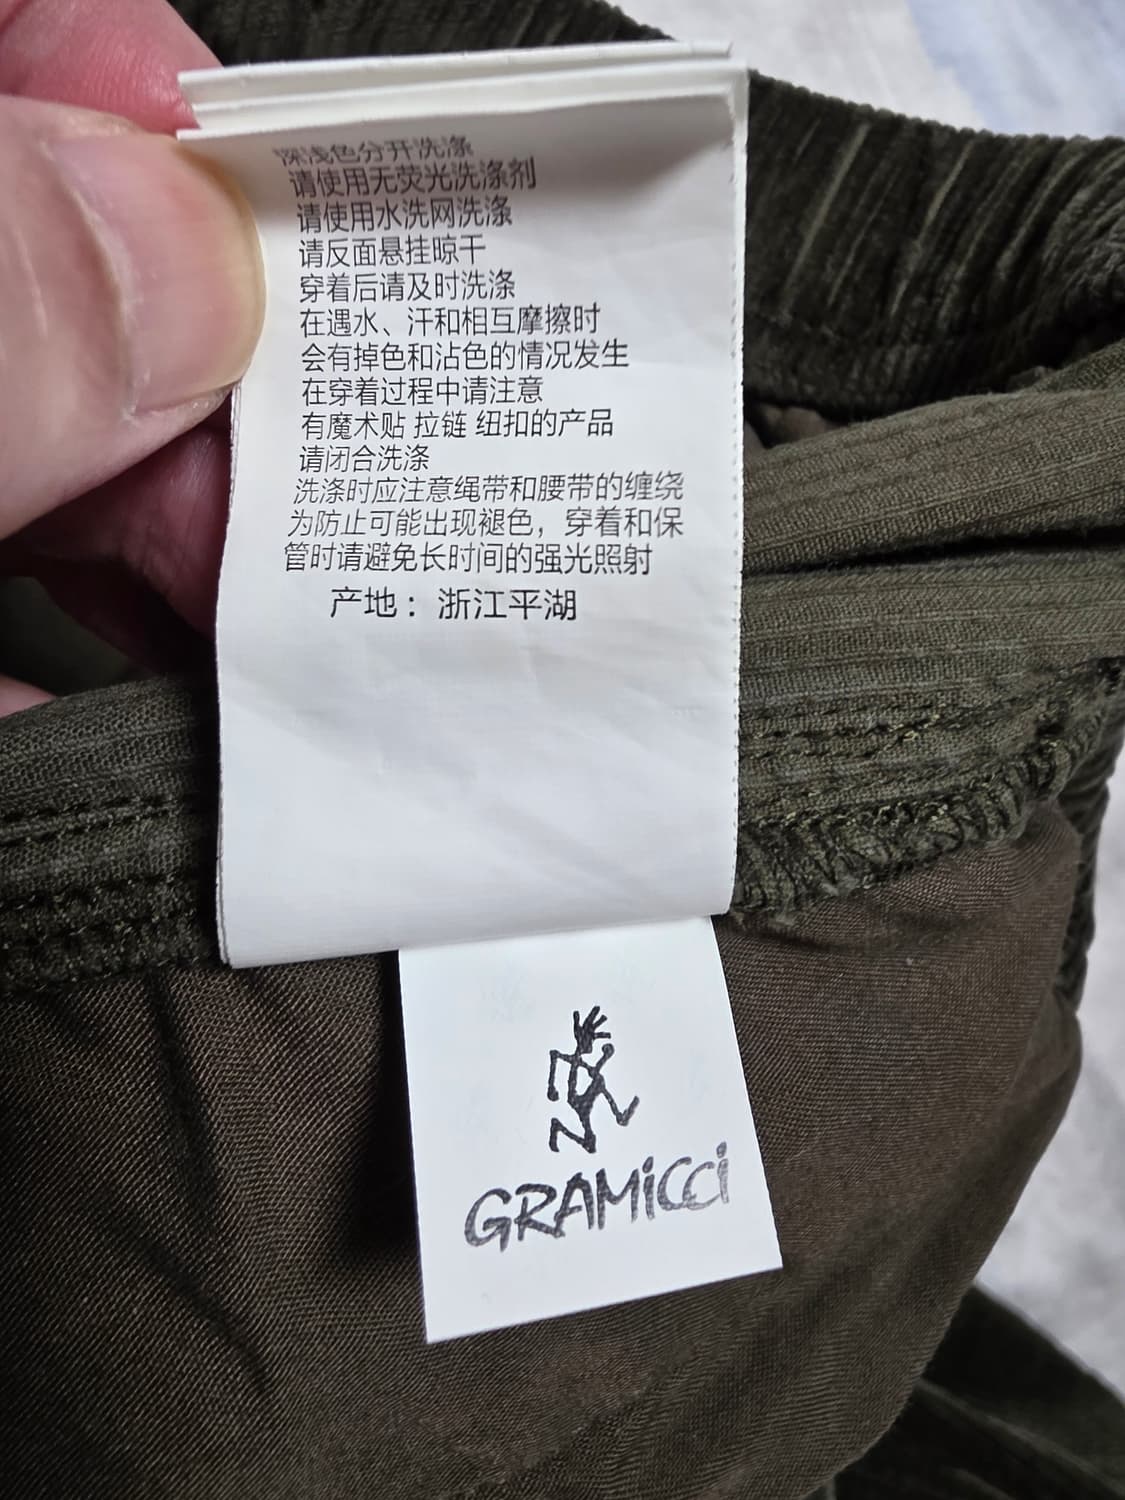 深浅色分开洗涤
请使用无荧光洗涤剂
请使用水洗网洗涤
请反面悬挂晾干
穿着后请及时洗涤
在遇水、汗和相互摩擦时
会有掉色和沾色的情况发生
在穿着过程中请注意
有魔术贴 拉链 纽扣的产品
请闭合洗涤
洗涤时应注意绳带和腰带的缠绕
为防止可能出现褪色，穿着和保
管时请避免长时间的强光照射
产地：浙江平湖
GRAMiCCi